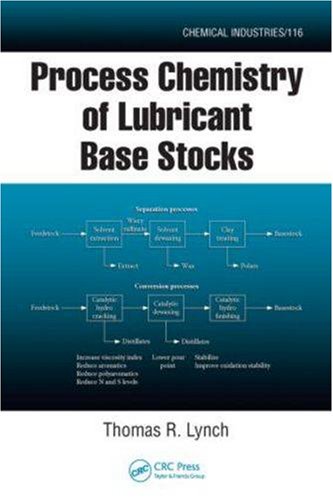 CHEMICAL INDUSTRIES/116
Process Chemistry
of Lubricant
Base Stocks
Separation processes
Feedstock
Solvent
extraction
Waxy
raffinate
Solvent
dewaxing
Clay
treating
Basestock
Extract
Wax
Polars
Conversion processes
Feedstock
Catalytic
hydro
cracking
Catalytic
dewaxing
Catalytic
hydro
finishing
Basestock
Distillates
Distillates
Increase viscosity index
Reduce aromatics
Reduce polyaromatics
Reduce N and S levels
Lower pour
point
Stabilize
Improve oxidation stability
Thomas R. Lynch
CRC Press
Taylor & Francis Group